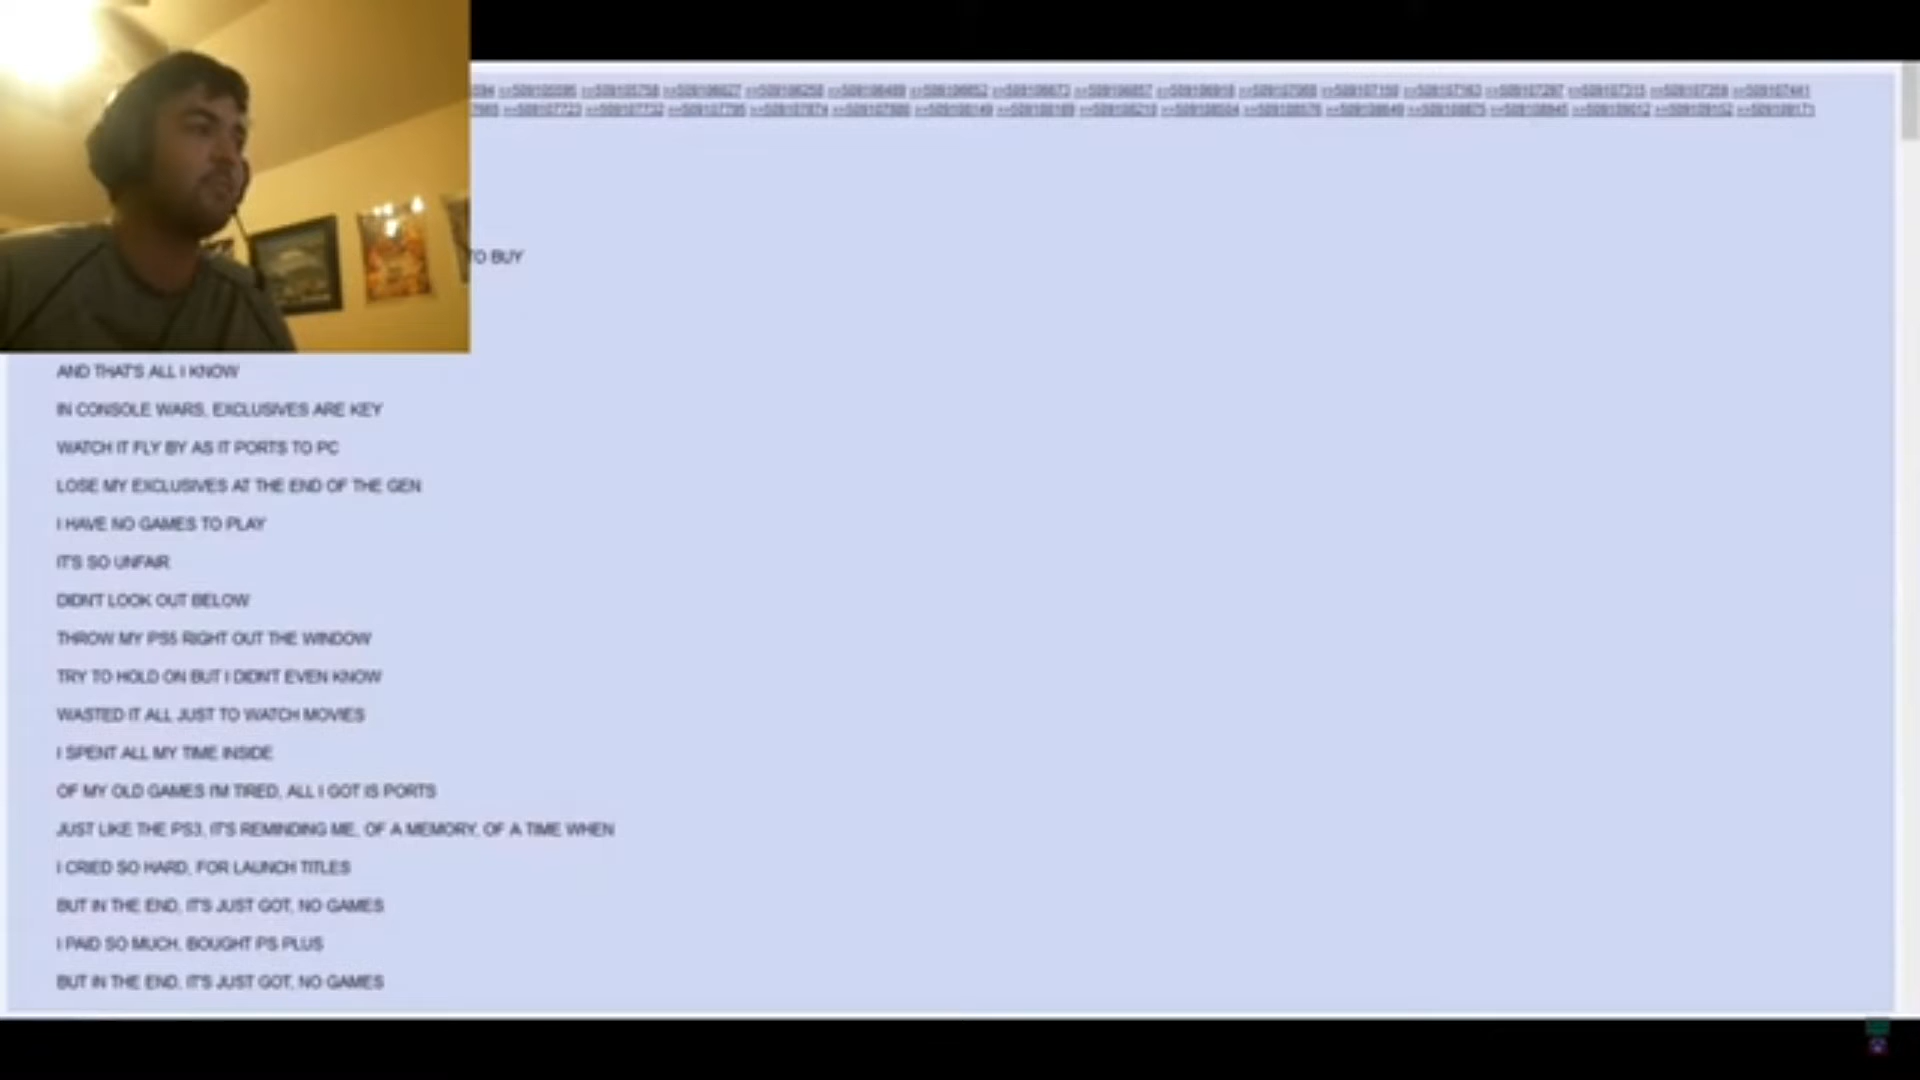 TO BUY
AND THAT'S ALL I KNOW
IN CONSOLE WARS, EXCLUSIVES ARE KEY
WATCH IT FLY BY AS IT PORTS TO PC
LOSE MY EXCLUSIVES AT THE END OF THE GEN
I HAVE NO GAMES TO PLAY
IT'S SO UNFAIR
DIDN'T LOOK OUT BELOW
THROW MY PS5 RIGHT OUT THE WINDOW
TRY TO HOLD ON BUT I DIDN'T EVEN KNOW
WASTED IT ALL JUST TO WATCH MOVIES
I SPENT ALL MY TIME INSIDE
OF MY OLD GAMES I'M TIRED, ALL I GOT IS PORTS
JUST LIKE THE PS3, IT'S REMINDING ME, OF A MEMORY, OF A TIME WHEN
I CRIED SO HARD, FOR LAUNCH TITLES
BUT IN THE END, IT'S JUST GOT, NO GAMES
I PAID SO MUCH, BOUGHT PS PLUS
BUT IN THE END, IT'S JUST GOT, NO GAMES